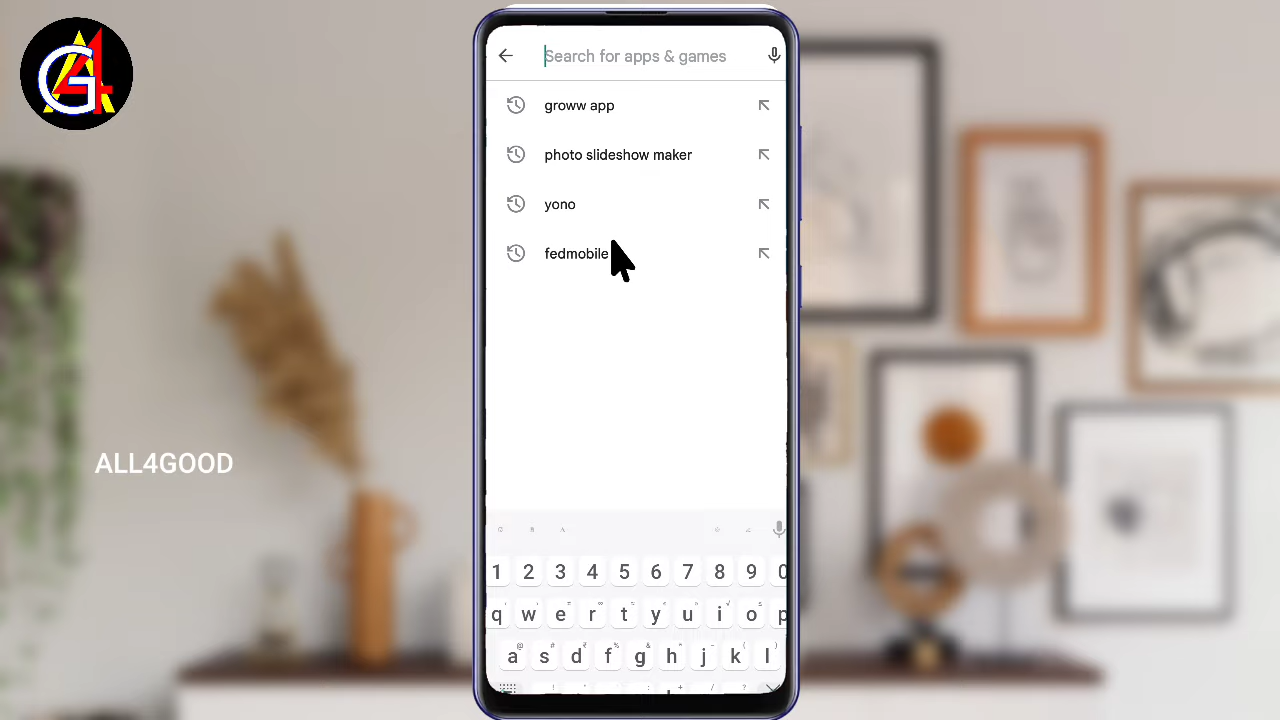 Search for apps & games
groww app
photo slideshow maker
yono
fedmobile
ALL4GOOD
1 2 3 4 5 6 7 8 9 0
q w e r t y u i o p
a s d f g h j k l